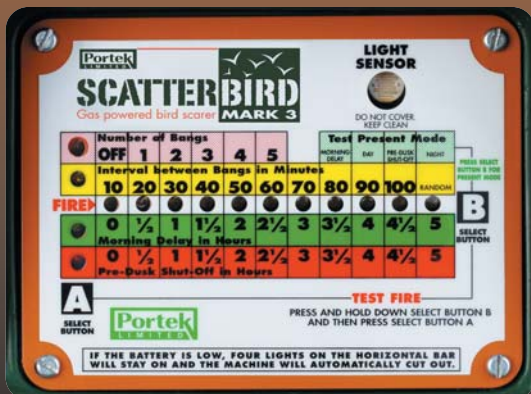 Portek
LIMITED
SCATTERBIRD
MARK 3
Gas powered bird scarer
LIGHT
SENSOR
DO NOT COVER.
KEEP CLEAN
Number of Bangs
OFF 1 2 3 4 5
Test Present Mode
MORNING DELAY DAY PRE-DUSK SHUT-OFF NIGHT
PRESS SELECT
BUTTON B FOR
PRESENT MODE
Interval between Bangs in Minutes
10 20 30 40 50 60 70 80 90 100 RANDOM
FIRE
B
SELECT
BUTTON
0 ½ 1 1½ 2 2½ 3 3½ 4 4½ 5
Morning Delay in Hours
0 ½ 1 1½ 2 2½ 3 3½ 4 4½ 5
Pre-Dusk Shut-Off in Hours
A
SELECT
BUTTON
Portek
LIMITED
TEST FIRE
PRESS AND HOLD DOWN SELECT BUTTON B
AND THEN PRESS SELECT BUTTON A
IF THE BATTERY IS LOW, FOUR LIGHTS ON THE HORIZONTAL BAR
WILL STAY ON AND THE MACHINE WILL AUTOMATICALLY CUT OUT.